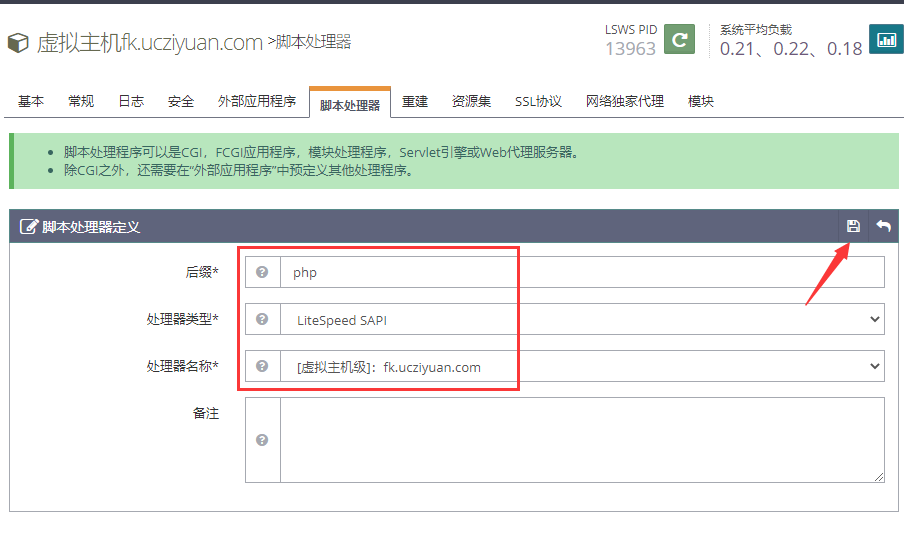 虚拟主机fk.ucziyuan.com >脚本处理器
LSWS PID
13963
系统平均负载
0.21、0.22、0.18
基本 常规 日志 安全 外部应用程序 脚本处理器 重建 资源集 SSL协议 网络独家代理 模块
脚本处理程序可以是CGI，FCGI应用程序，模块处理程序，Servlet引擎或Web代理服务器。
除CGI之外，还需要在“外部应用程序”中预定义其他处理程序。
脚本处理器定义
后缀* php
处理器类型* LiteSpeed SAPI
处理器名称* [虚拟主机级]：fk.ucziyuan.com
备注